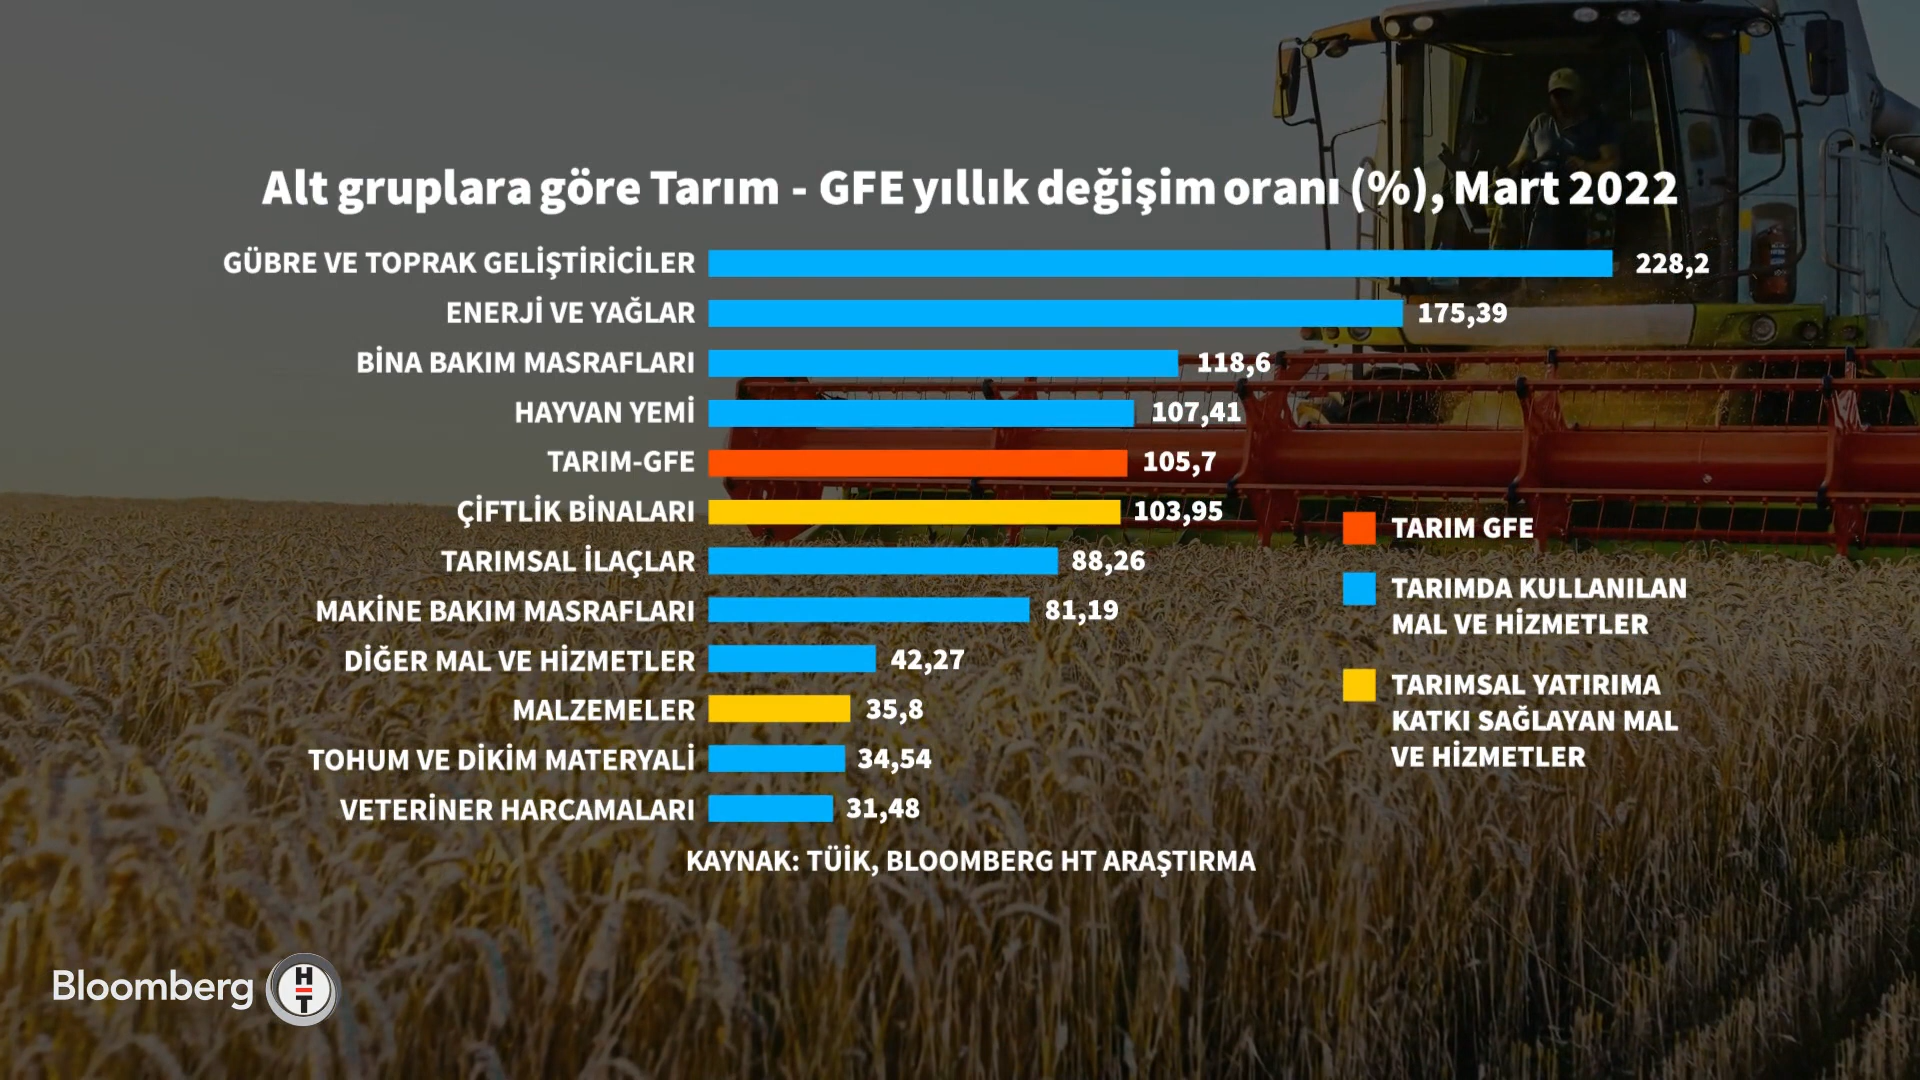 Alt gruplara göre Tarım - GFE yıllık değişim oranı (%), Mart 2022
GÜBRE VE TOPRAK GELİŞTİRİCİLER 228,2
ENERJİ VE YAĞLAR 175,39
BİNA BAKIM MASRAFLARI 118,6
HAYVAN YEMİ 107,41
TARIM-GFE 105,7
ÇİFTLİK BİNALARI 103,95
TARIMSAL İLAÇLAR 88,26
MAKİNE BAKIM MASRAFLARI 81,19
DİĞER MAL VE HİZMETLER 42,27
MALZEMELER 35,8
TOHUM VE DİKİM MATERYALİ 34,54
VETERİNER HARCAMALARI 31,48
TARIM GFE
TARIMDA KULLANILAN
MAL VE HİZMETLER
TARIMSAL YATIRIMA
KATKI SAĞLAYAN MAL
VE HİZMETLER
KAYNAK: TÜİK, BLOOMBERG HT ARAŞTIRMA
Bloomberg HT